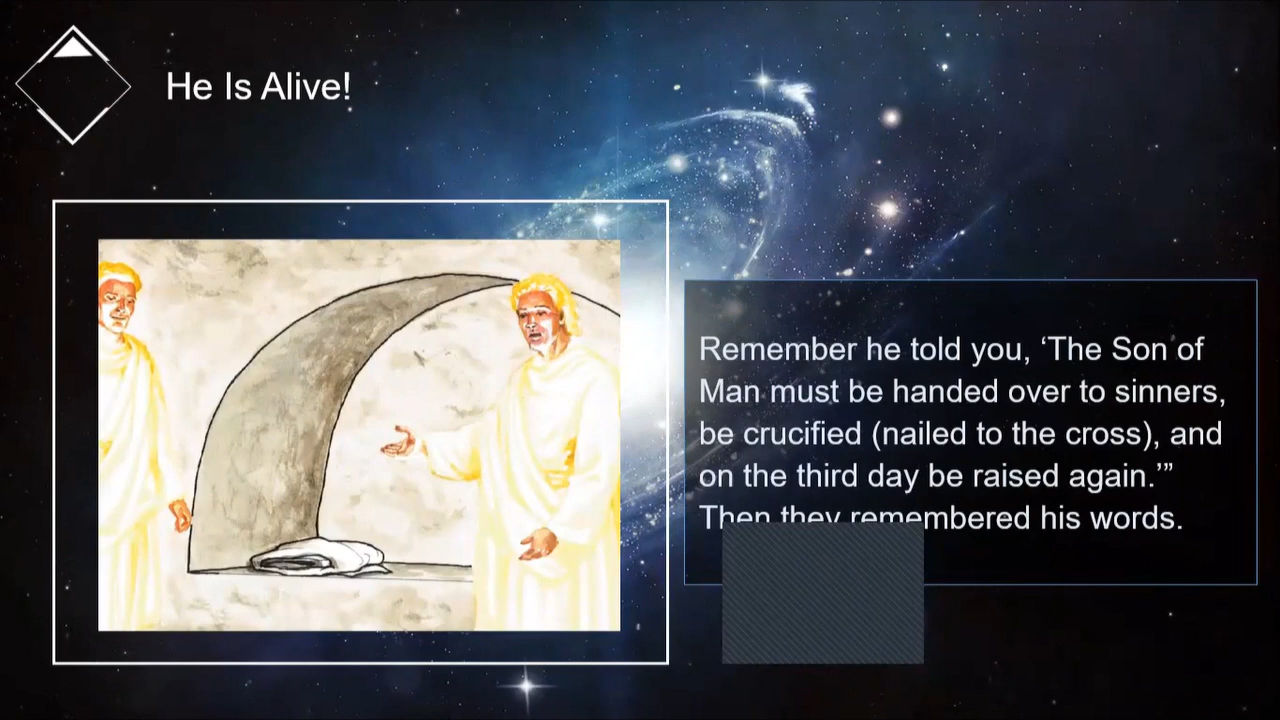 He Is Alive!
Remember he told you, ‘The Son of
Man must be handed over to sinners,
be crucified (nailed to the cross), and
on the third day be raised again.’”
Then they remembered his words.